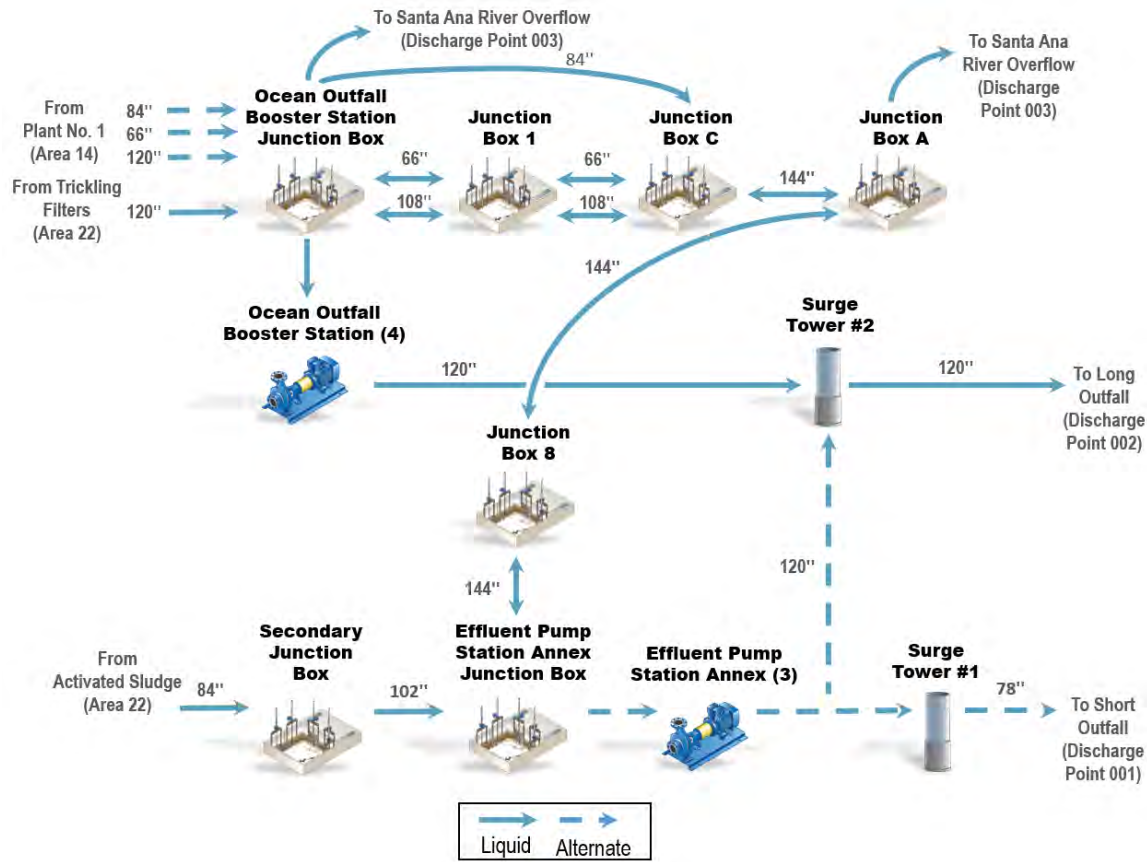 To Santa Ana River Overflow
(Discharge Point 003)
84"
To Santa Ana
River Overflow
(Discharge
Point 003)
From
Plant No. 1
(Area 14)
84"
66"
120"
Ocean Outfall
Booster Station
Junction Box
Junction
Box 1
Junction
Box C
Junction
Box A
66"
108"
66"
108"
144"
From Trickling
Filters
(Area 22)
120"
144"
Ocean Outfall
Booster Station (4)
Surge
Tower #2
120"
120"
To Long
Outfall
(Discharge
Point 002)
Junction
Box 8
144"
120"
From
Activated Sludge
(Area 22)
84"
Secondary
Junction
Box
102"
Effluent Pump
Station Annex
Junction Box
Effluent Pump
Station Annex (3)
Surge
Tower #1
78"
To Short
Outfall
(Discharge
Point 001)
Liquid
Alternate